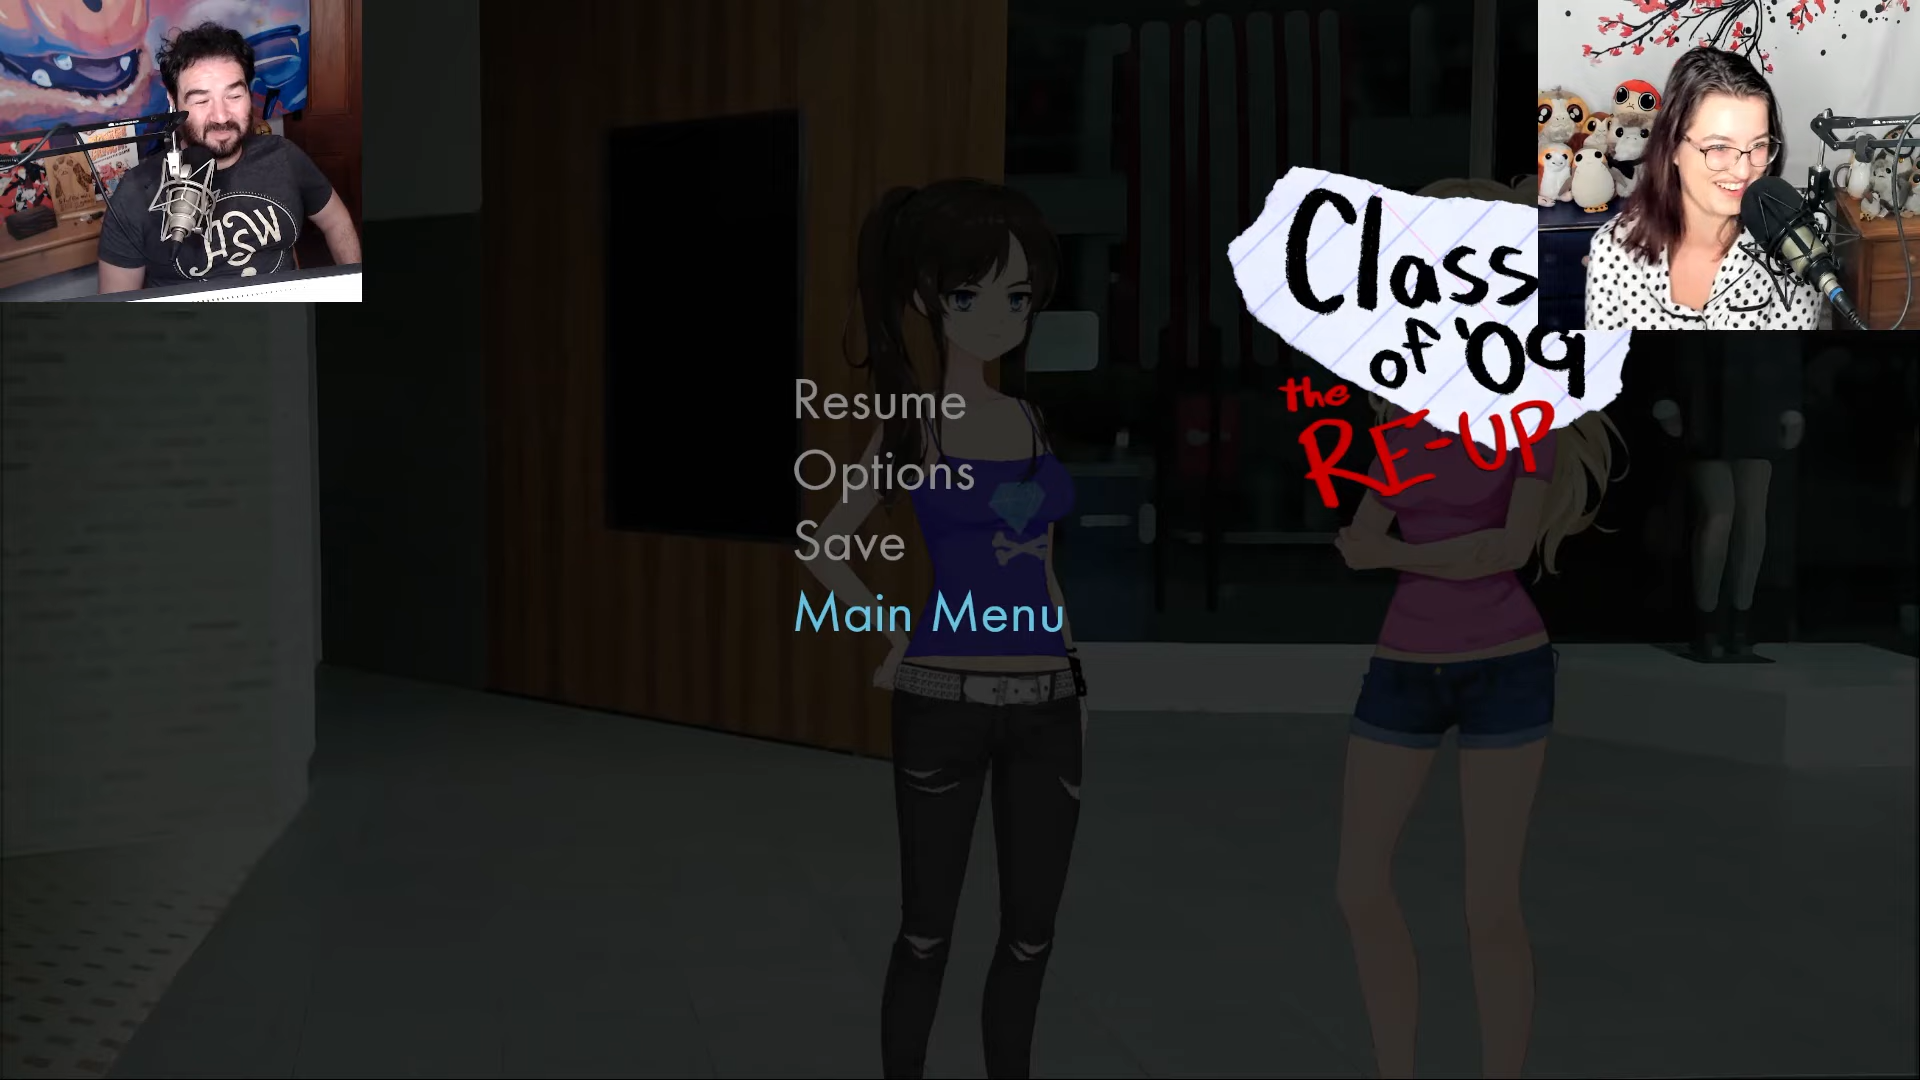 Class
of '09
the
RE-UP
Resume
Options
Save
Main Menu